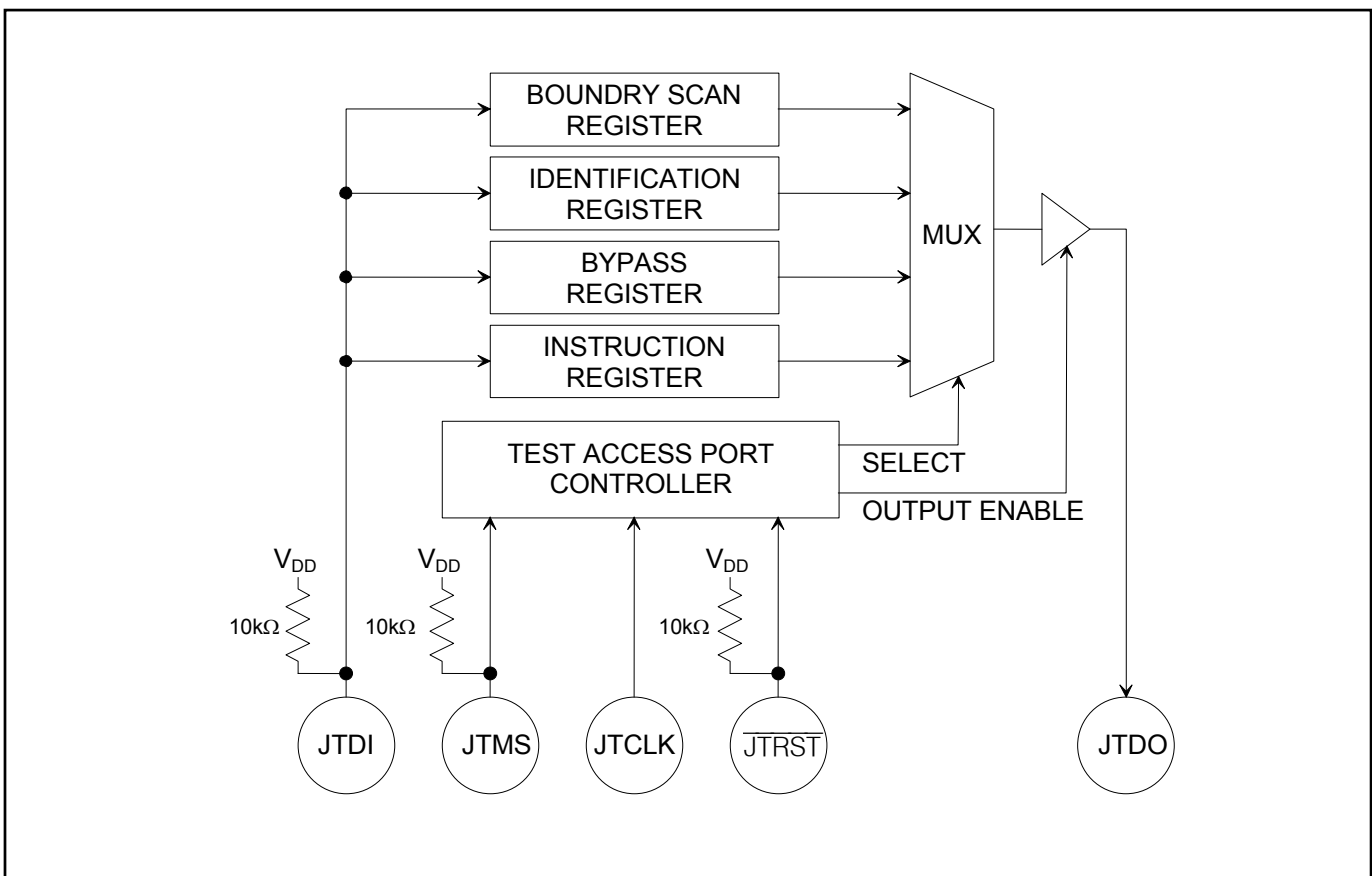 BOUNDRY SCAN
REGISTER
IDENTIFICATION
REGISTER
BYPASS
REGISTER
INSTRUCTION
REGISTER
MUX
TEST ACCESS PORT
CONTROLLER
SELECT
OUTPUT ENABLE
VDD
10kΩ
VDD
10kΩ
VDD
10kΩ
JTDI
JTMS
JTCLK
JTRST
JTDO